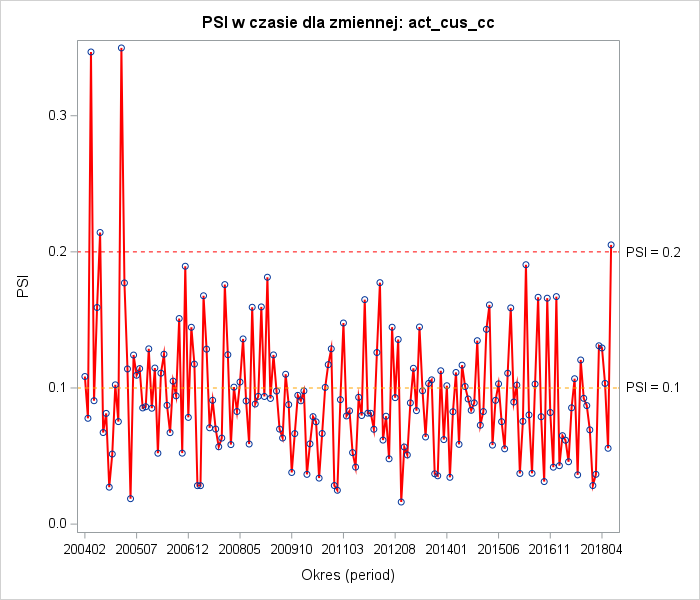 PSI w czasie dla zmiennej: act_cus_cc
0.3
0.2
0.1
0.0
PSI
PSI = 0.2
PSI = 0.1
200402 200507 200612 200805 200910 201103 201208 201401 201506 201611 201804
Okres (period)